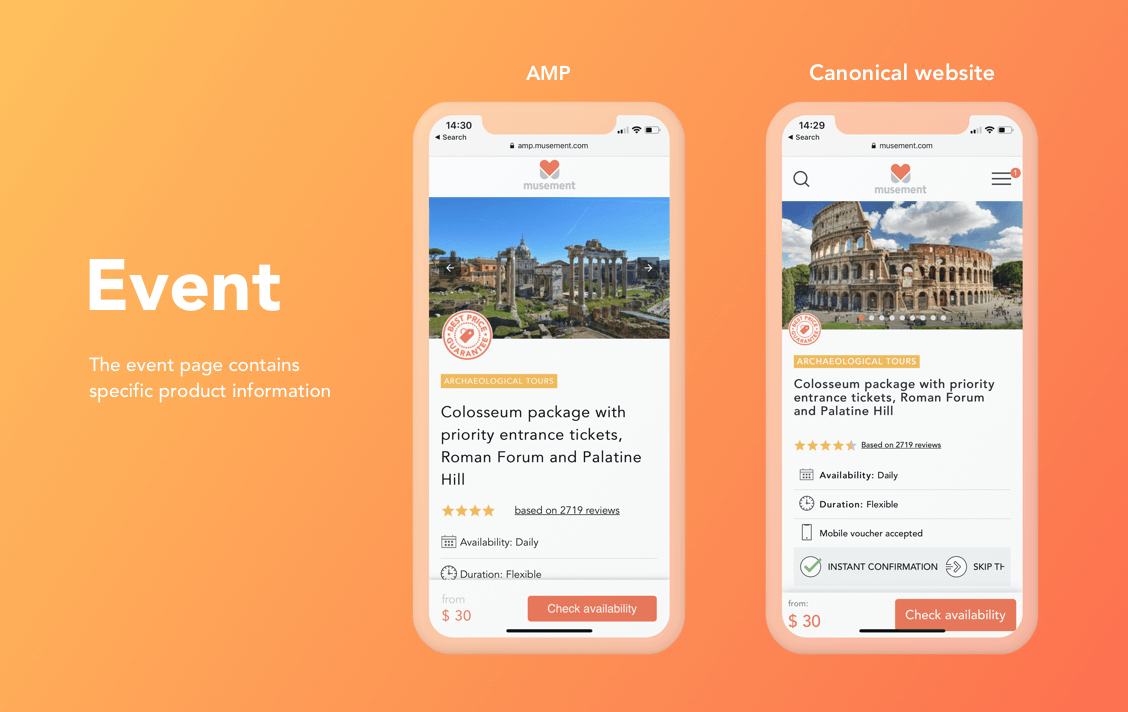 Event
The event page contains
specific product information
AMP
14:30
Search
amp.musement.com
musement
BEST PRICE
GUARANTEE
ARCHAEOLOGICAL TOURS
Colosseum package with
priority entrance tickets,
Roman Forum and Palatine
Hill
based on 2719 reviews
Availability: Daily
Duration: Flexible
from
$ 30
Check availability
Canonical website
14:29
Search
musement.com
1
musement
BEST PRICE
GUARANTEE
ARCHAEOLOGICAL TOURS
Colosseum package with priority
entrance tickets, Roman Forum
and Palatine Hill
Based on 2719 reviews
Availability: Daily
Duration: Flexible
Mobile voucher accepted
INSTANT CONFIRMATION SKIP TH
from:
$ 30
Check availability